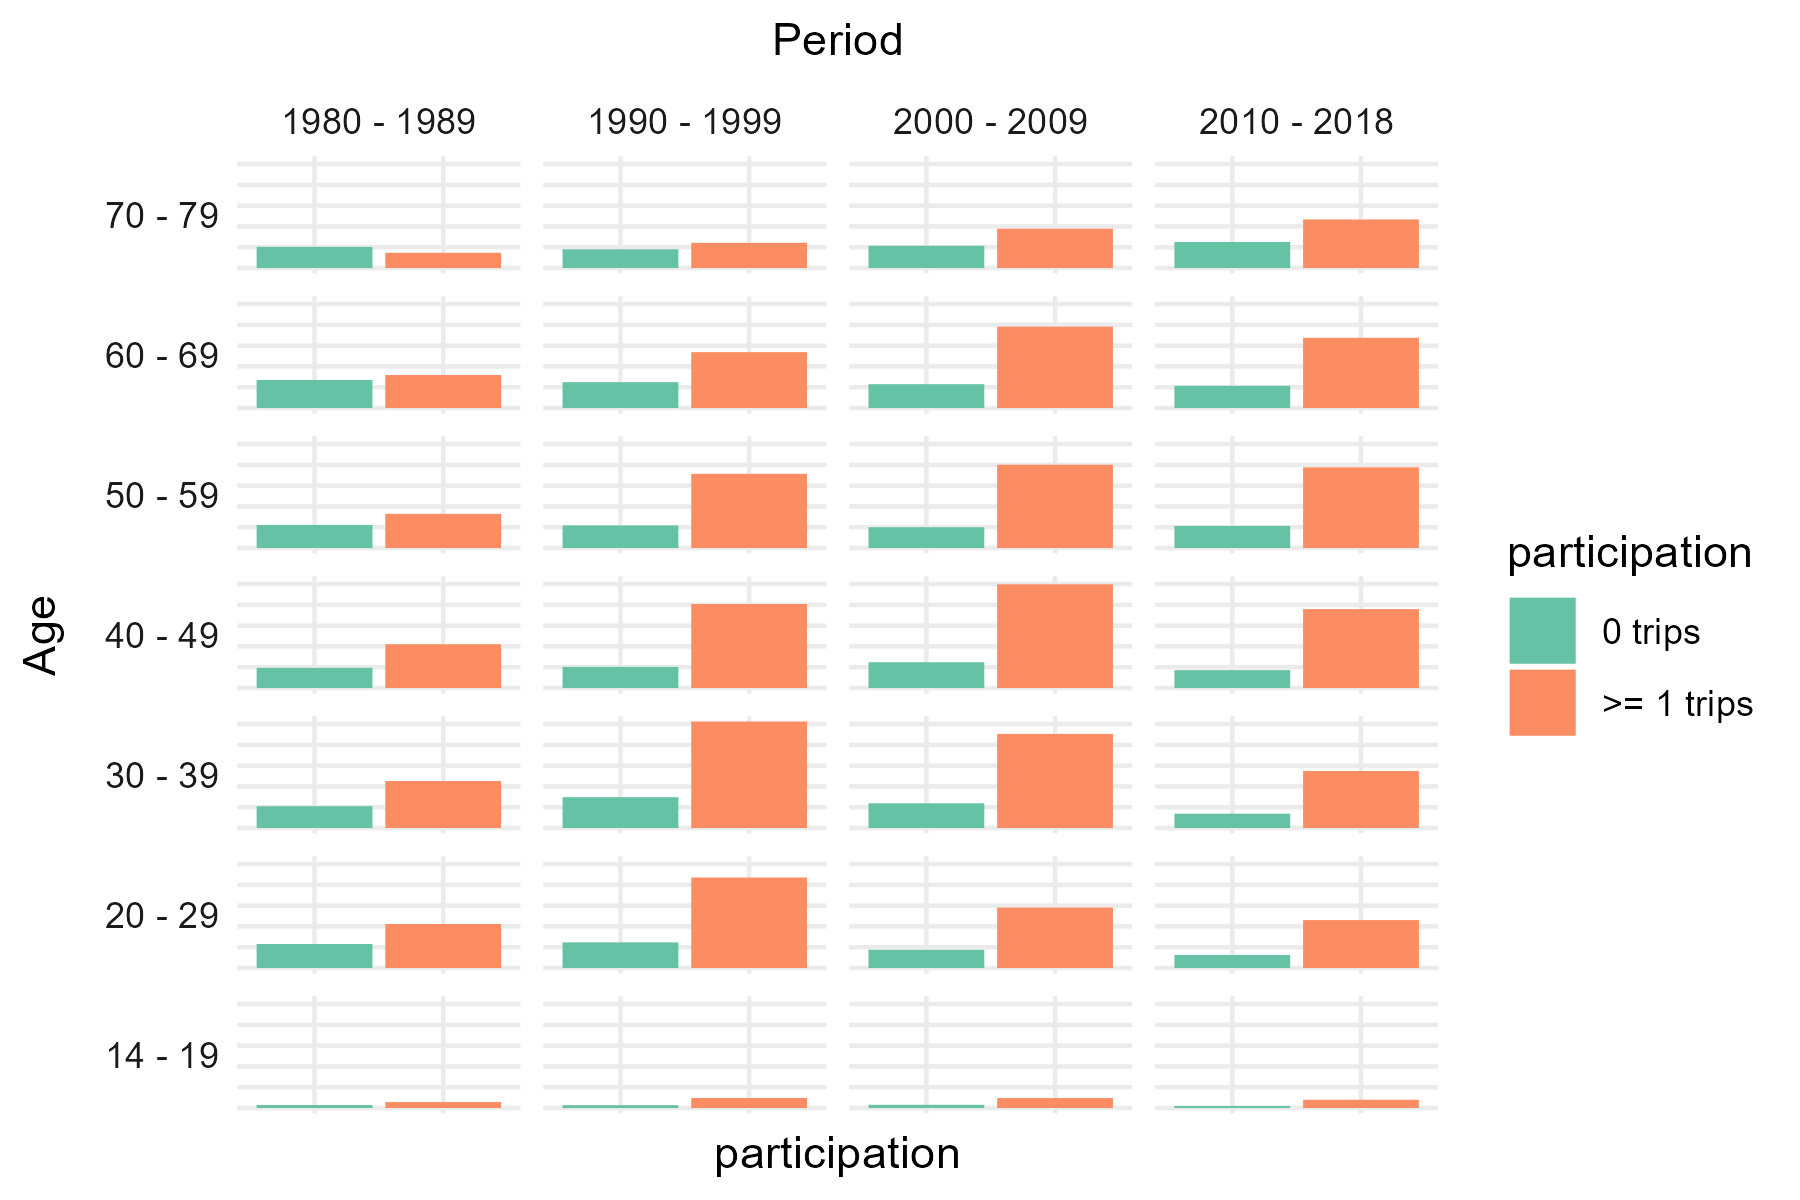 Period
1980 - 1989
1990 - 1999
2000 - 2009
2010 - 2018
70 - 79
60 - 69
50 - 59
40 - 49
30 - 39
20 - 29
14 - 19
Age
participation
participation
0 trips
>= 1 trips